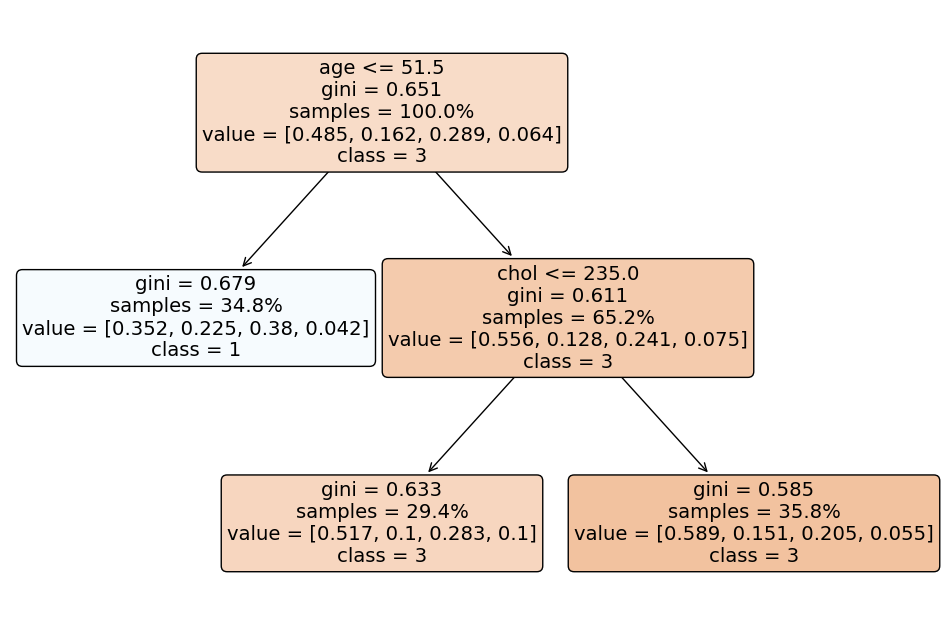 age <= 51.5
gini = 0.651
samples = 100.0%
value = [0.485, 0.162, 0.289, 0.064]
class = 3
gini = 0.679
samples = 34.8%
value = [0.352, 0.225, 0.38, 0.042]
class = 1
chol <= 235.0
gini = 0.611
samples = 65.2%
value = [0.556, 0.128, 0.241, 0.075]
class = 3
gini = 0.633
samples = 29.4%
value = [0.517, 0.1, 0.283, 0.1]
class = 3
gini = 0.585
samples = 35.8%
value = [0.589, 0.151, 0.205, 0.055]
class = 3